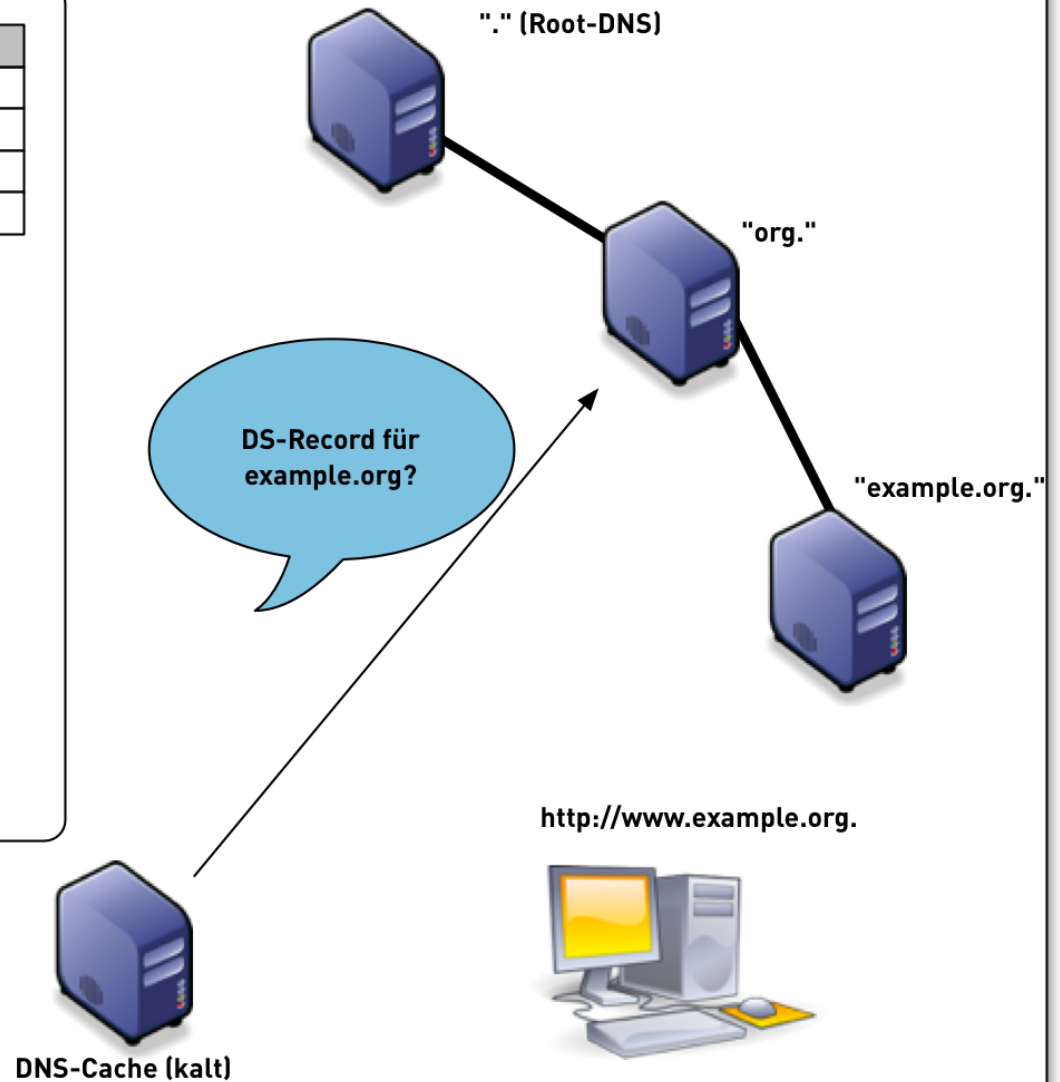 "." (Root-DNS)
"org."
DS-Record für
example.org?
"example.org."
http://www.example.org.
DNS-Cache (kalt)